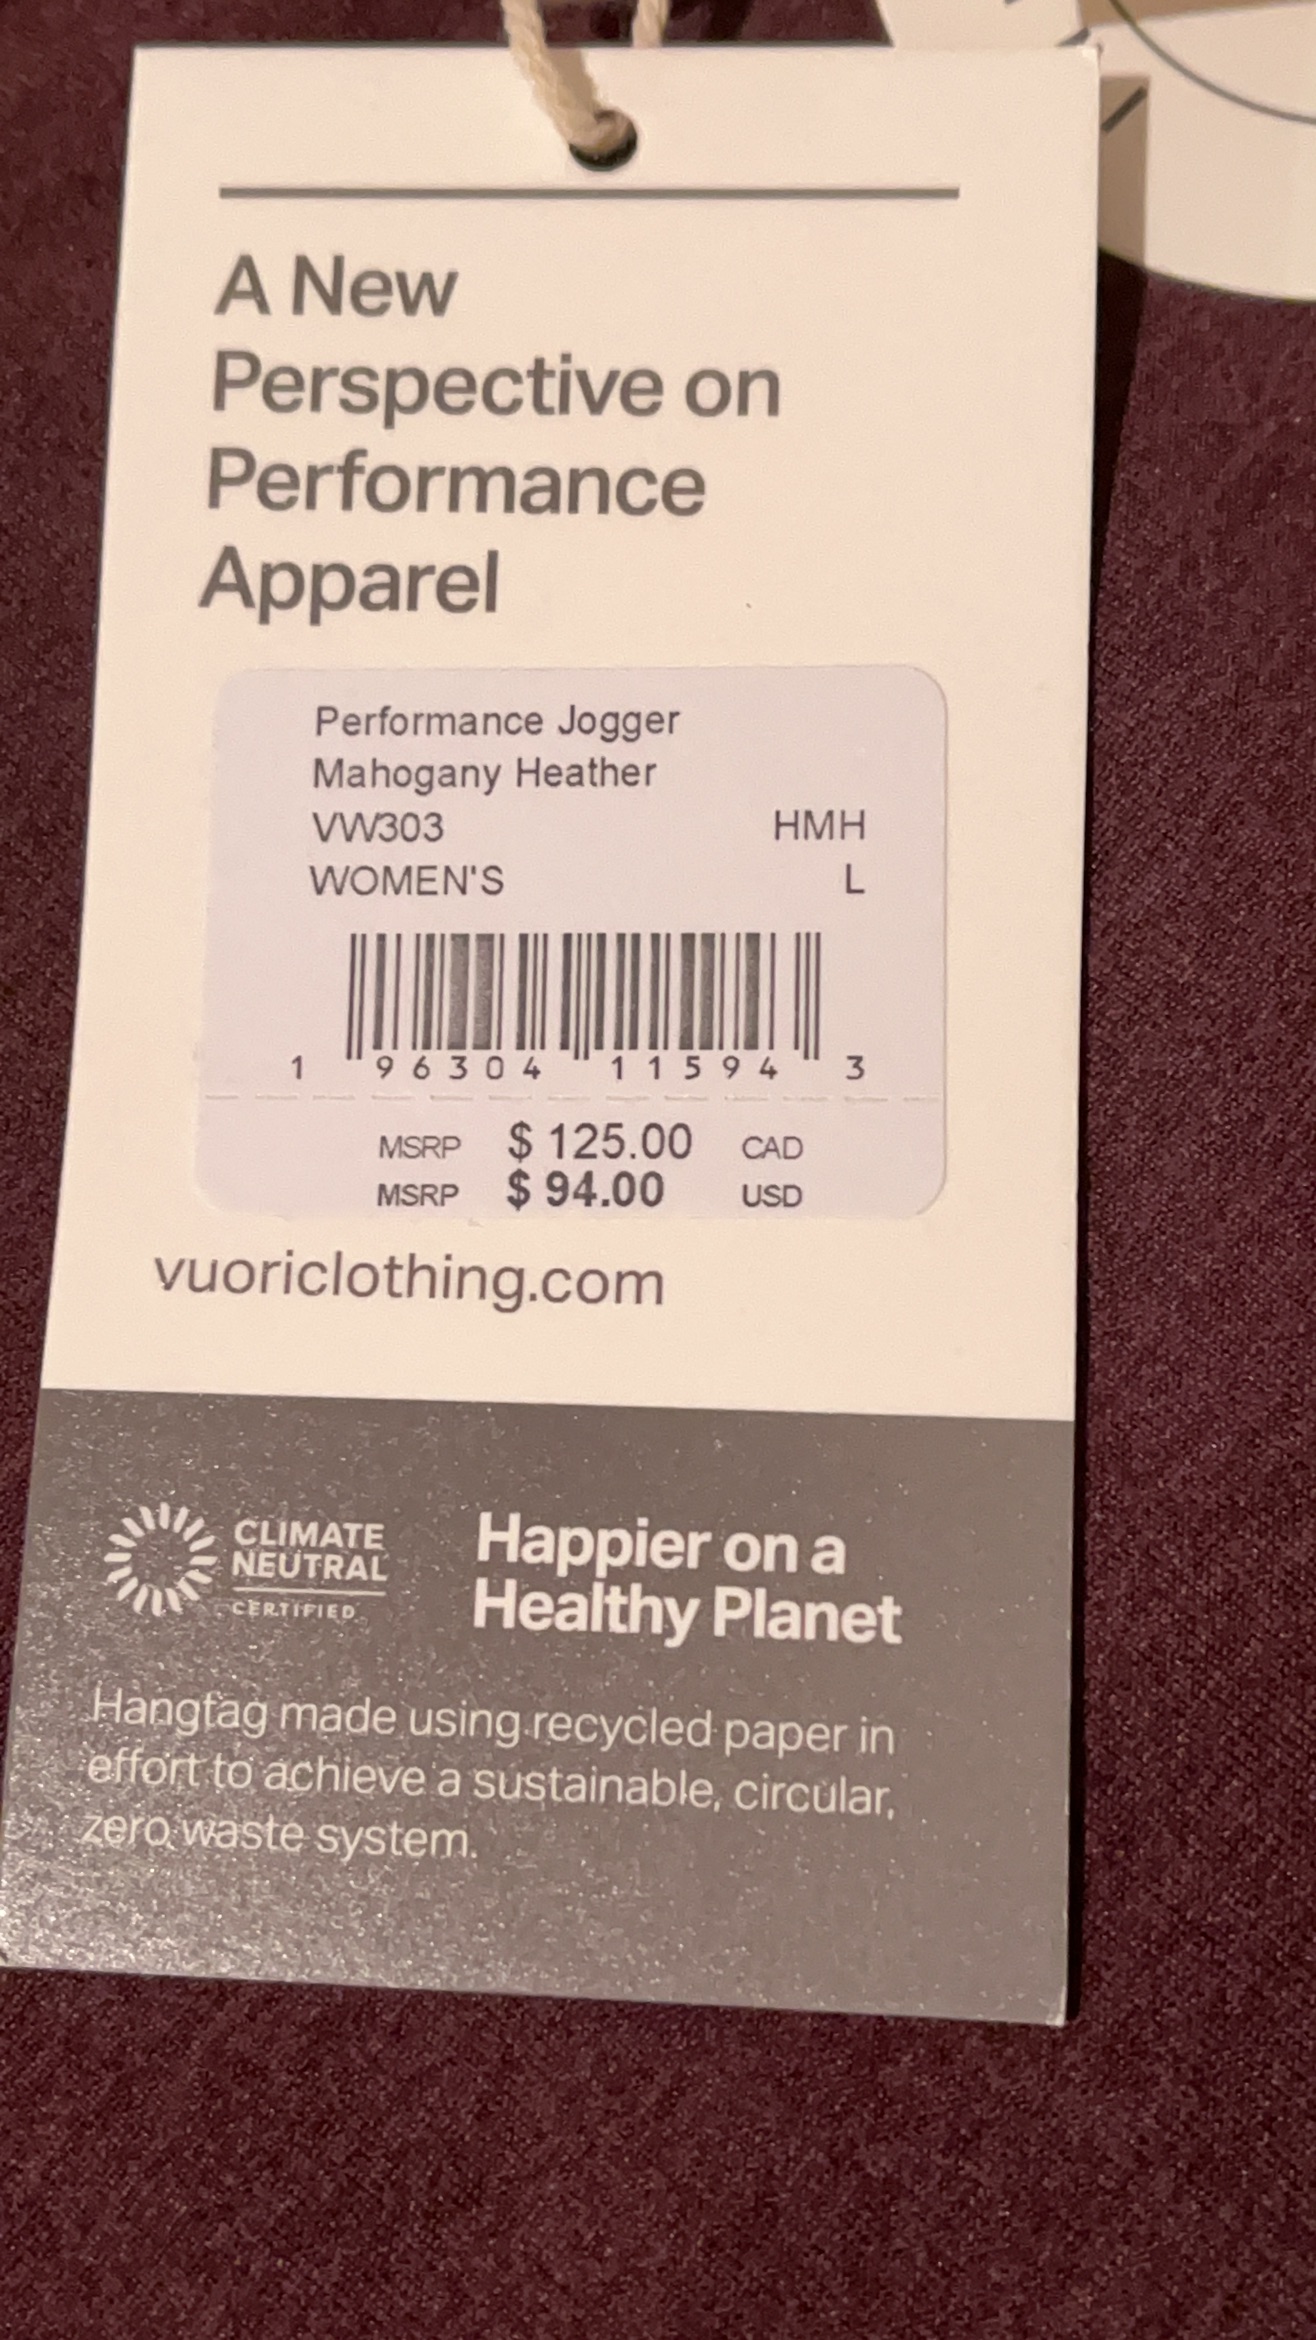 A New
Perspective on
Performance
Apparel
Performance Jogger
Mahogany Heather
VW303 HMH
WOMEN'S L
1 96304 11594 3
MSRP $ 125.00 CAD
MSRP $ 94.00 USD
vuoriclothing.com
CLIMATE
NEUTRAL
CERTIFIED
Happier on a
Healthy Planet
Hangtag made using recycled paper in
effort to achieve a sustainable, circular,
zero waste system.